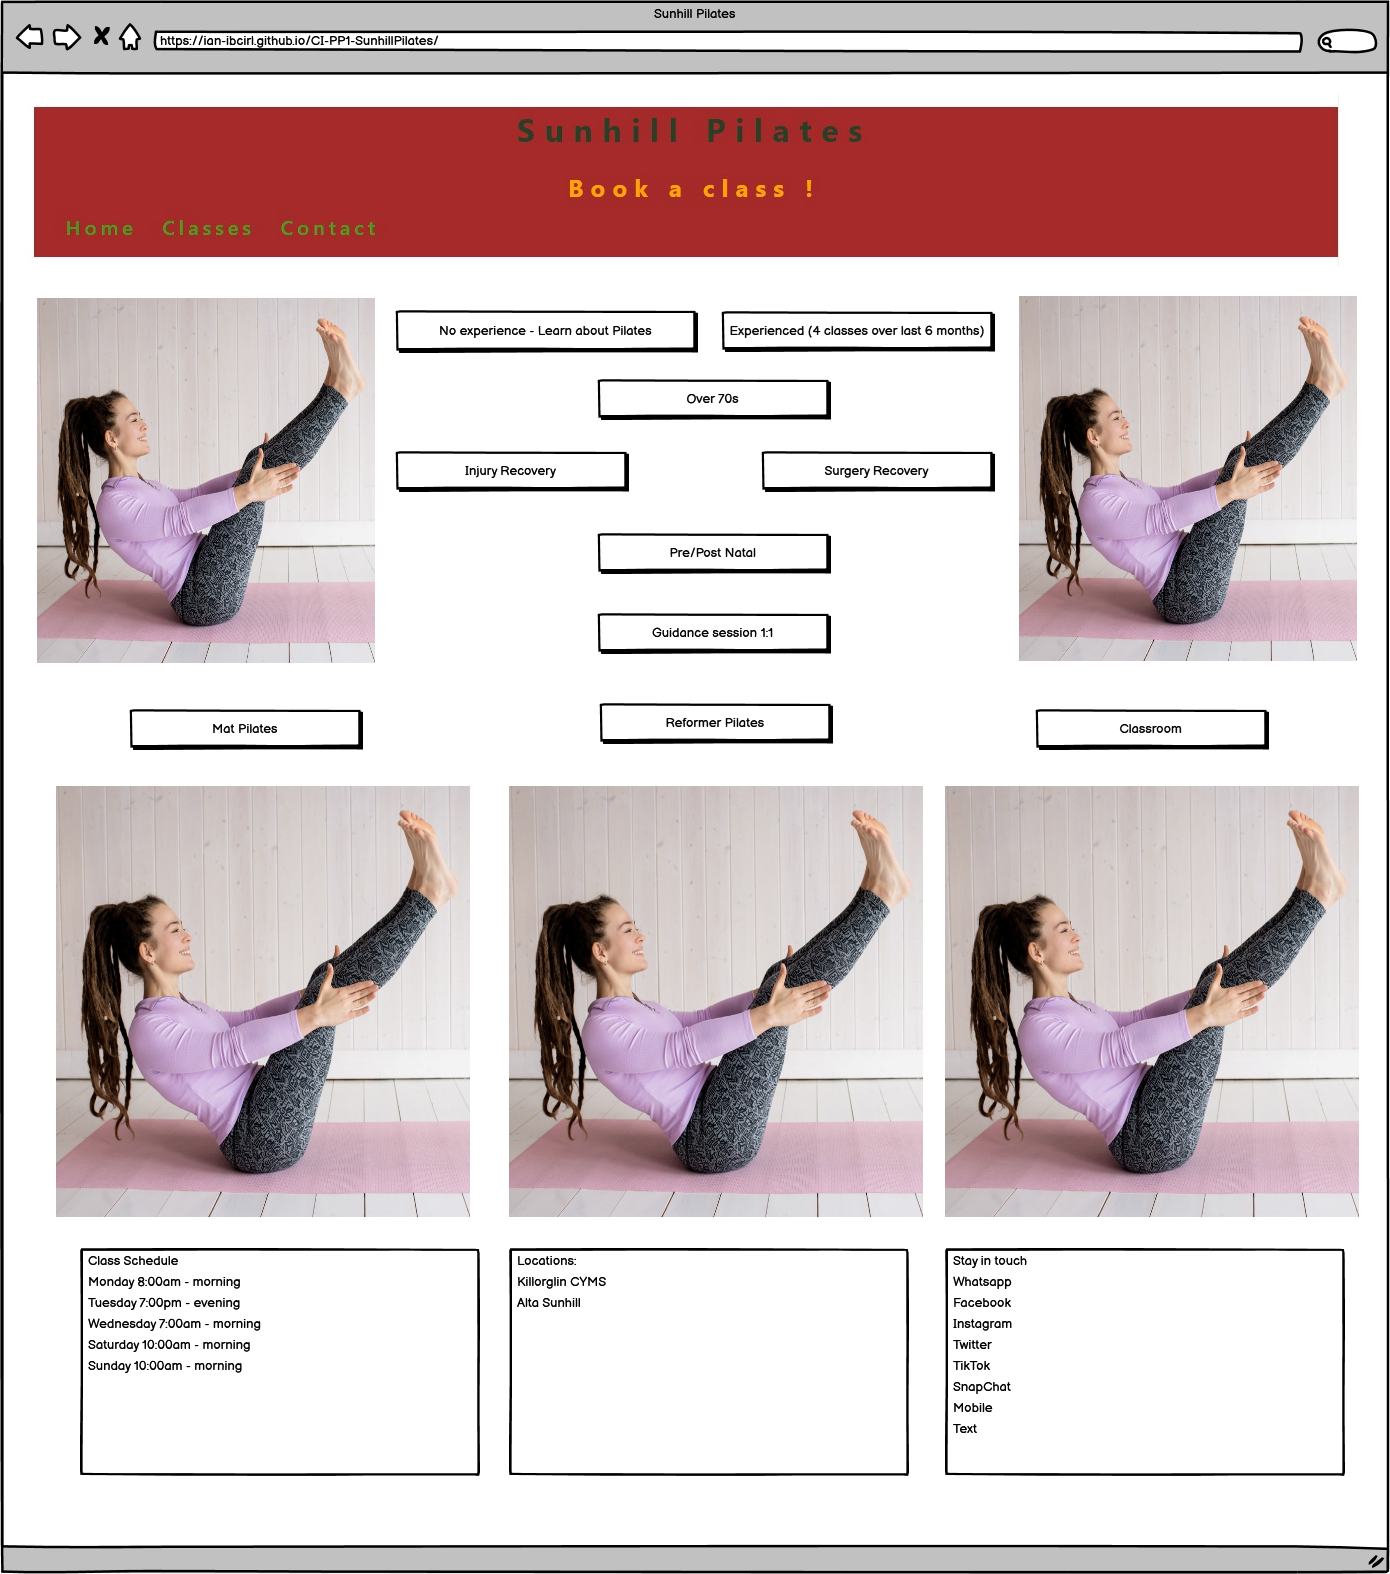 Sunhill Pilates
https://ian-ibcirl.github.io/CI-PP1-SunhillPilates/
Sunhill Pilates
Book a class !
Home Classes Contact
No experience - Learn about Pilates
Experienced (4 classes over last 6 months)
Over 70s
Injury Recovery
Surgery Recovery
Pre/Post Natal
Guidance session 1:1
Mat Pilates
Reformer Pilates
Classroom
Class Schedule
Monday 8:00am - morning
Tuesday 7:00pm - evening
Wednesday 7:00am - morning
Saturday 10:00am - morning
Sunday 10:00am - morning
Locations:
Killorglin CYMS
Alta Sunhill
Stay in touch
Whatsapp
Facebook
Instagram
Twitter
TikTok
SnapChat
Mobile
Text